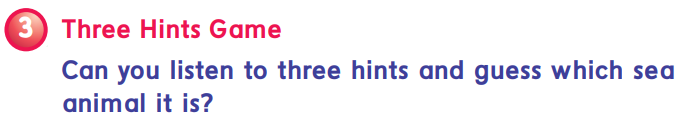 3 Three Hints Game
Can you listen to three hints and guess which sea
animal it is?